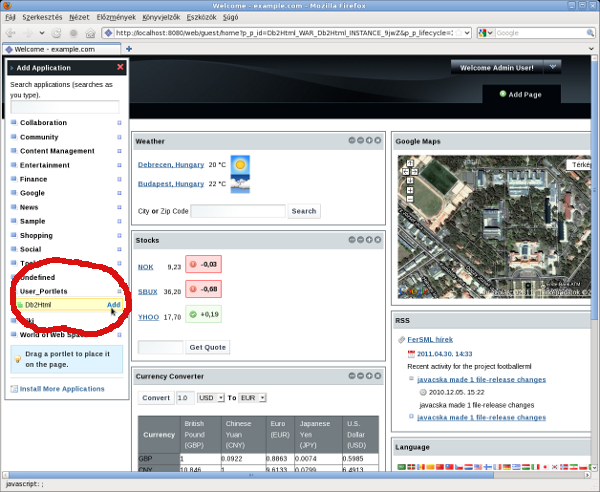 Welcome - example.com - Mozilla Firefox
Fájl Szerkesztés Nézet Előzmények Könyvjelzők Eszközök Súgó
http://localhost:8080/web/guest/home?p_p_id=Db2Html_WAR_Db2Html_INSTANCE_9jwZ&p_p_lifecycle=
Google
Welcome - example.com
Add Application
Welcome Admin User!
Search applications (searches as
you type).
Add Page
Collaboration
Community
Content Management
Entertainment
Finance
Google
News
Sample
Shopping
Social
Undefined
User_Portlets
Db2Html Add
World of Web
Drag a portlet to place it
on the page.
Install More Applications
Weather
Debrecen, Hungary 20 °C
Budapest, Hungary 22 °C
City or Zip Code Search
Stocks
NOK 9,23 -0,03
SBUX 36,20 -0,68
YHOO 17,70 +0,19
Get Quote
Currency Converter
Convert 1.0 USD To EUR
Currency British Pound (GBP) Chinese Yuan (CNY) Euro (EUR) Japanese Yen (JPY) U.S. Dollar (USD)
GBP 1 0.0922 0.8863 0.0074 0.5985
CNY 10.846 1 9.6133 0.0799 6.4913
Google Maps
Térkép
RSS
FerSML hírek
2011.04.30. 14:33
Recent activity for the project footballerml
javacska made 1 file-release changes
2010.12.05. 15:22
javacska made 1 file-release changes
javacska made 1 file-release changes
Language
javascript: ;